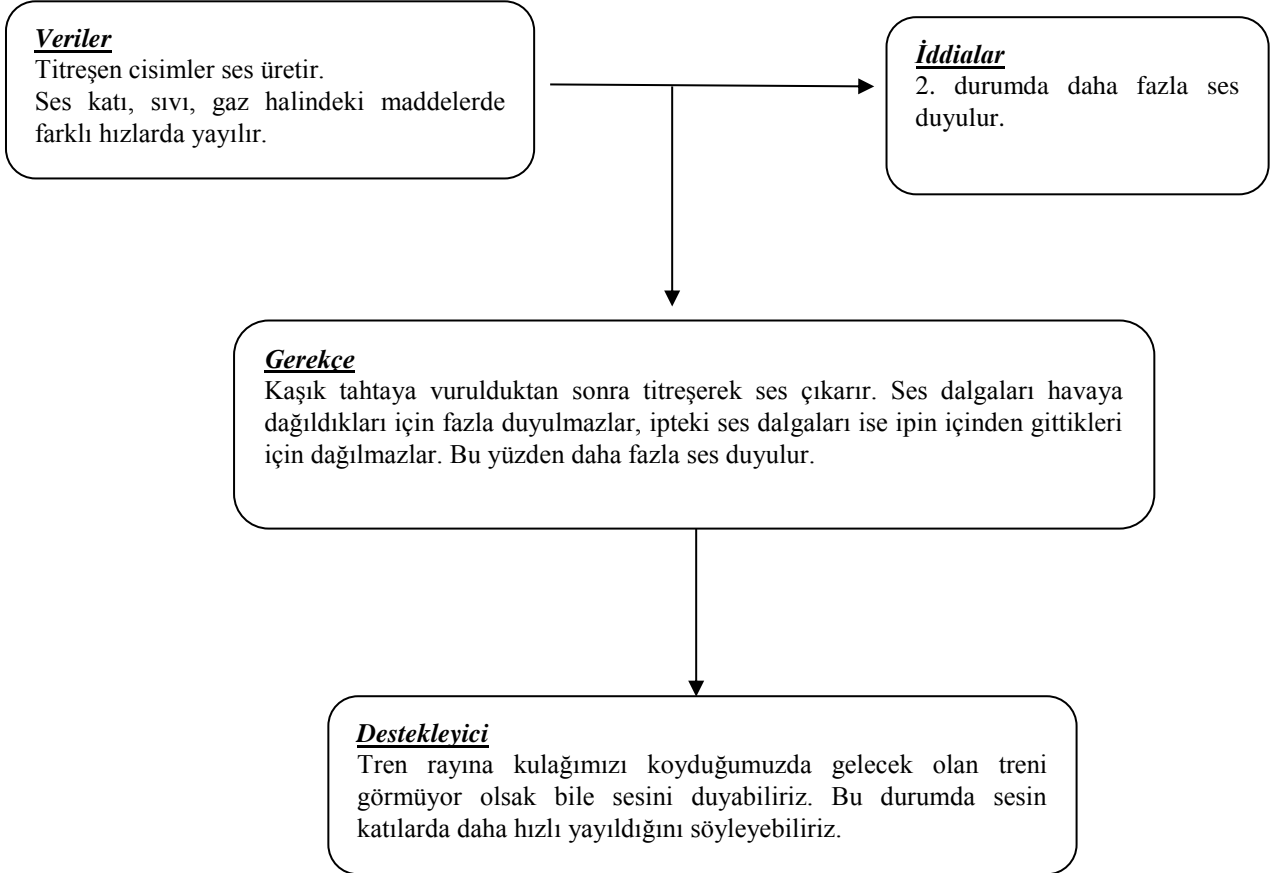 Veriler
Titreşen cisimler ses üretir.
Ses katı, sıvı, gaz halindeki maddelerde
farklı hızlarda yayılır.
İddialar
2. durumda daha fazla ses
duyulur.
Gerekçe
Kaşık tahtaya vurulduktan sonra titreşerek ses çıkarır. Ses dalgaları havaya
dağıldıkları için fazla duyulmazlar, ipteki ses dalgaları ise ipin içinden gittikleri
için dağılmazlar. Bu yüzden daha fazla ses duyulur.
Destekleyici
Tren rayına kulağımızı koyduğumuzda gelecek olan treni
görmüyor olsak bile sesini duyabiliriz. Bu durumda sesin
katılarda daha hızlı yayıldığını söyleyebiliriz.